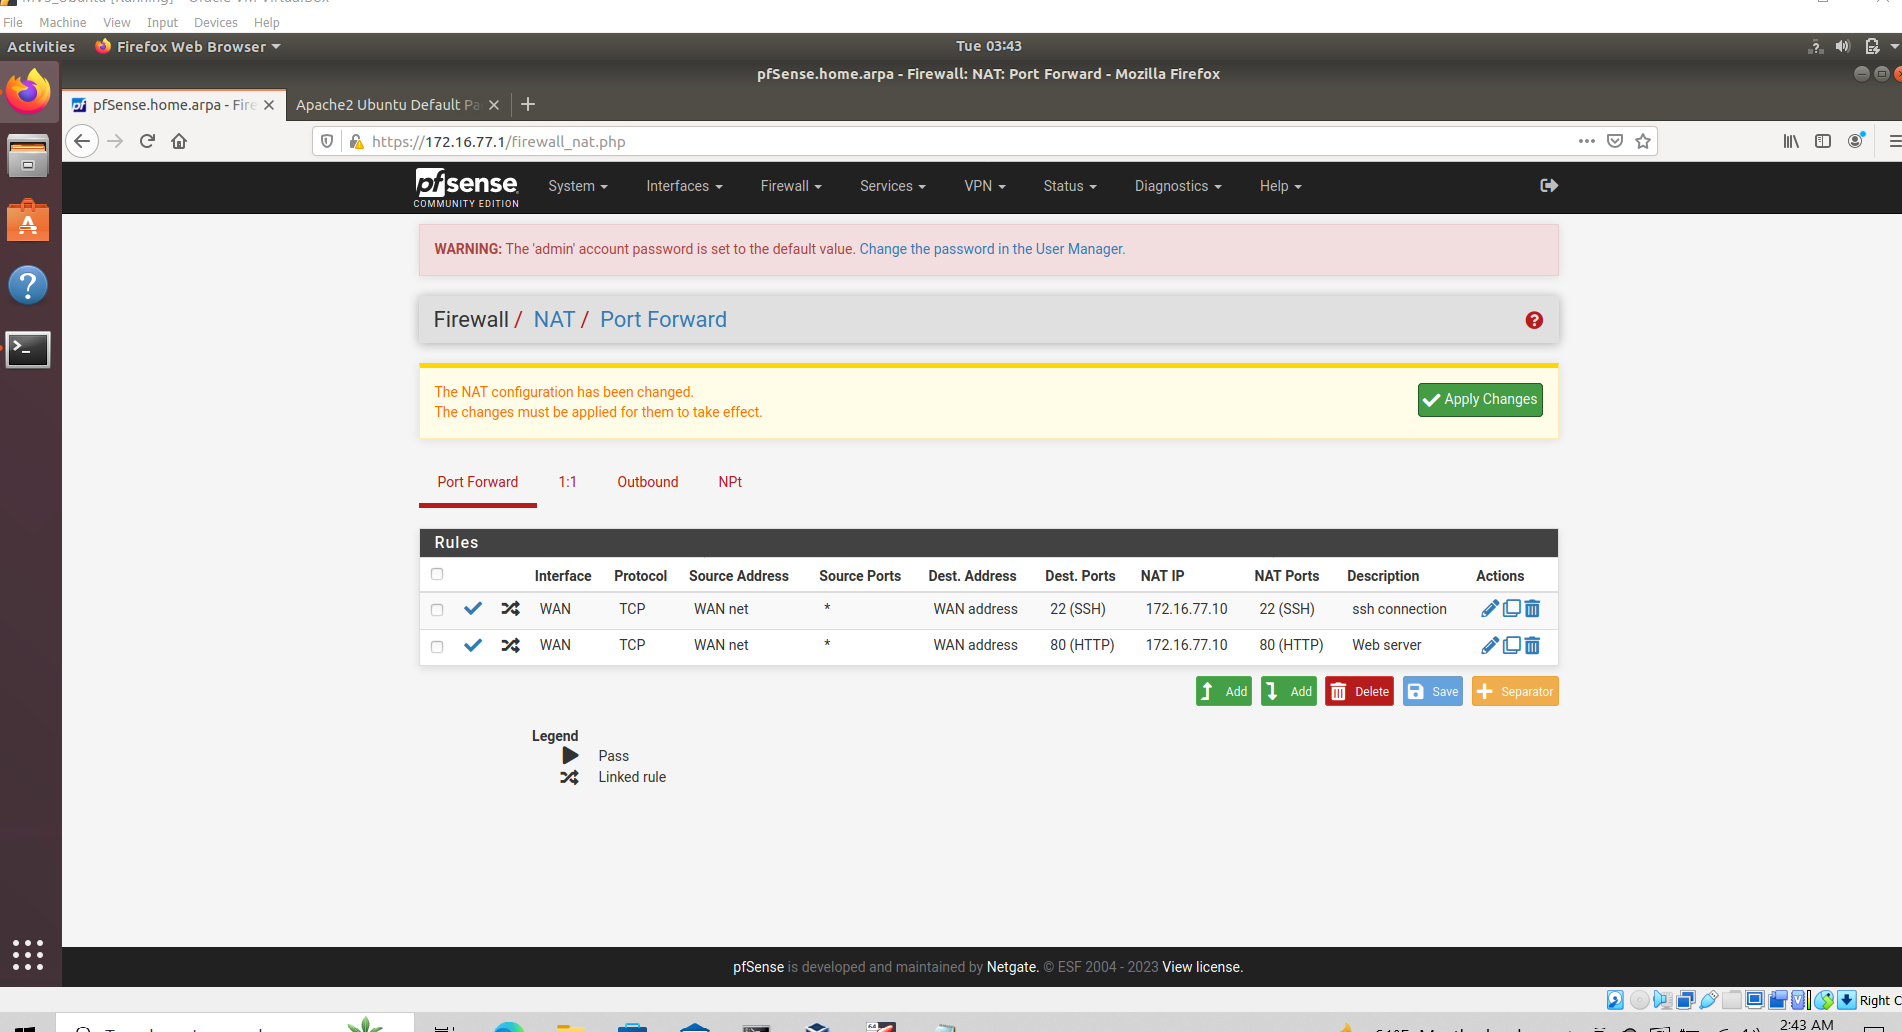 File Machine View Input Devices Help
Activities Firefox Web Browser Tue 03:43
pfSense.home.arpa - Firewall: NAT: Port Forward - Mozilla Firefox
pfSense.home.arpa - Fire Apache2 Ubuntu Default Pa
https://172.16.77.1/firewall_nat.php
pfsense COMMUNITY EDITION System Interfaces Firewall Services VPN Status Diagnostics Help
WARNING: The 'admin' account password is set to the default value. Change the password in the User Manager.
Firewall / NAT / Port Forward
The NAT configuration has been changed.
The changes must be applied for them to take effect.
Apply Changes
Port Forward 1:1 Outbound NPt
Rules
Interface Protocol Source Address Source Ports Dest. Address Dest. Ports NAT IP NAT Ports Description Actions
WAN TCP WAN net * WAN address 22 (SSH) 172.16.77.10 22 (SSH) ssh connection
WAN TCP WAN net * WAN address 80 (HTTP) 172.16.77.10 80 (HTTP) Web server
Add Add Delete Save Separator
Legend
Pass
Linked rule
pfSense is developed and maintained by Netgate. © ESF 2004 - 2023 View license.
Right C
2:43 AM